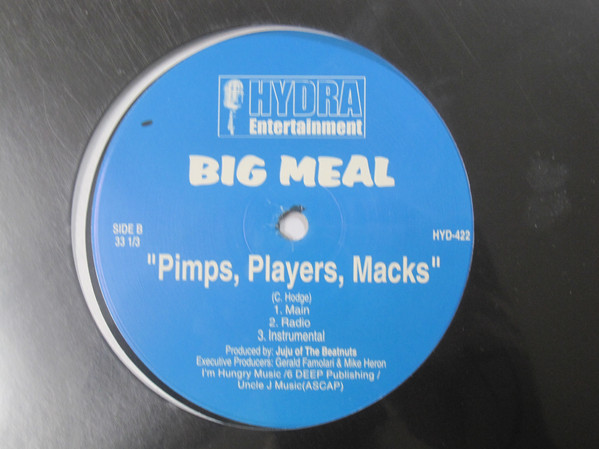 HYDRA
Entertainment
BIG MEAL
SIDE B
33 1/3
HYD-422
"Pimps, Players, Macks"
(C. Hodge)
1. Main
2. Radio
3. Instrumental
Produced by: Juju of The Beatnuts
Executive Producers: Gerald Famolari & Mike Heron
I'm Hungry Music /6 DEEP Publishing /
Uncle J Music(ASCAP)